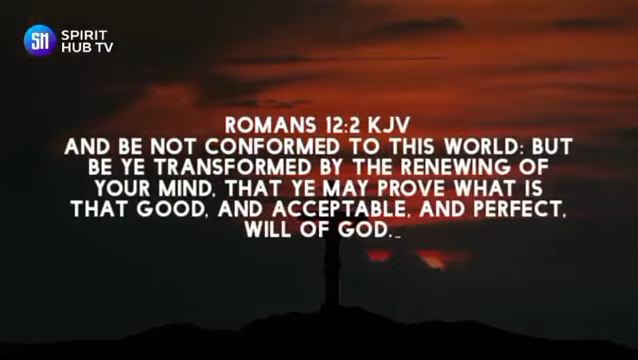 SH
SPIRIT
HUB TV
ROMANS 12:2 KJV
AND BE NOT CONFORMED TO THIS WORLD: BUT
BE YE TRANSFORMED BY THE RENEWING OF
YOUR MIND, THAT YE MAY PROVE WHAT IS
THAT GOOD, AND ACCEPTABLE, AND PERFECT,
WILL OF GOD._